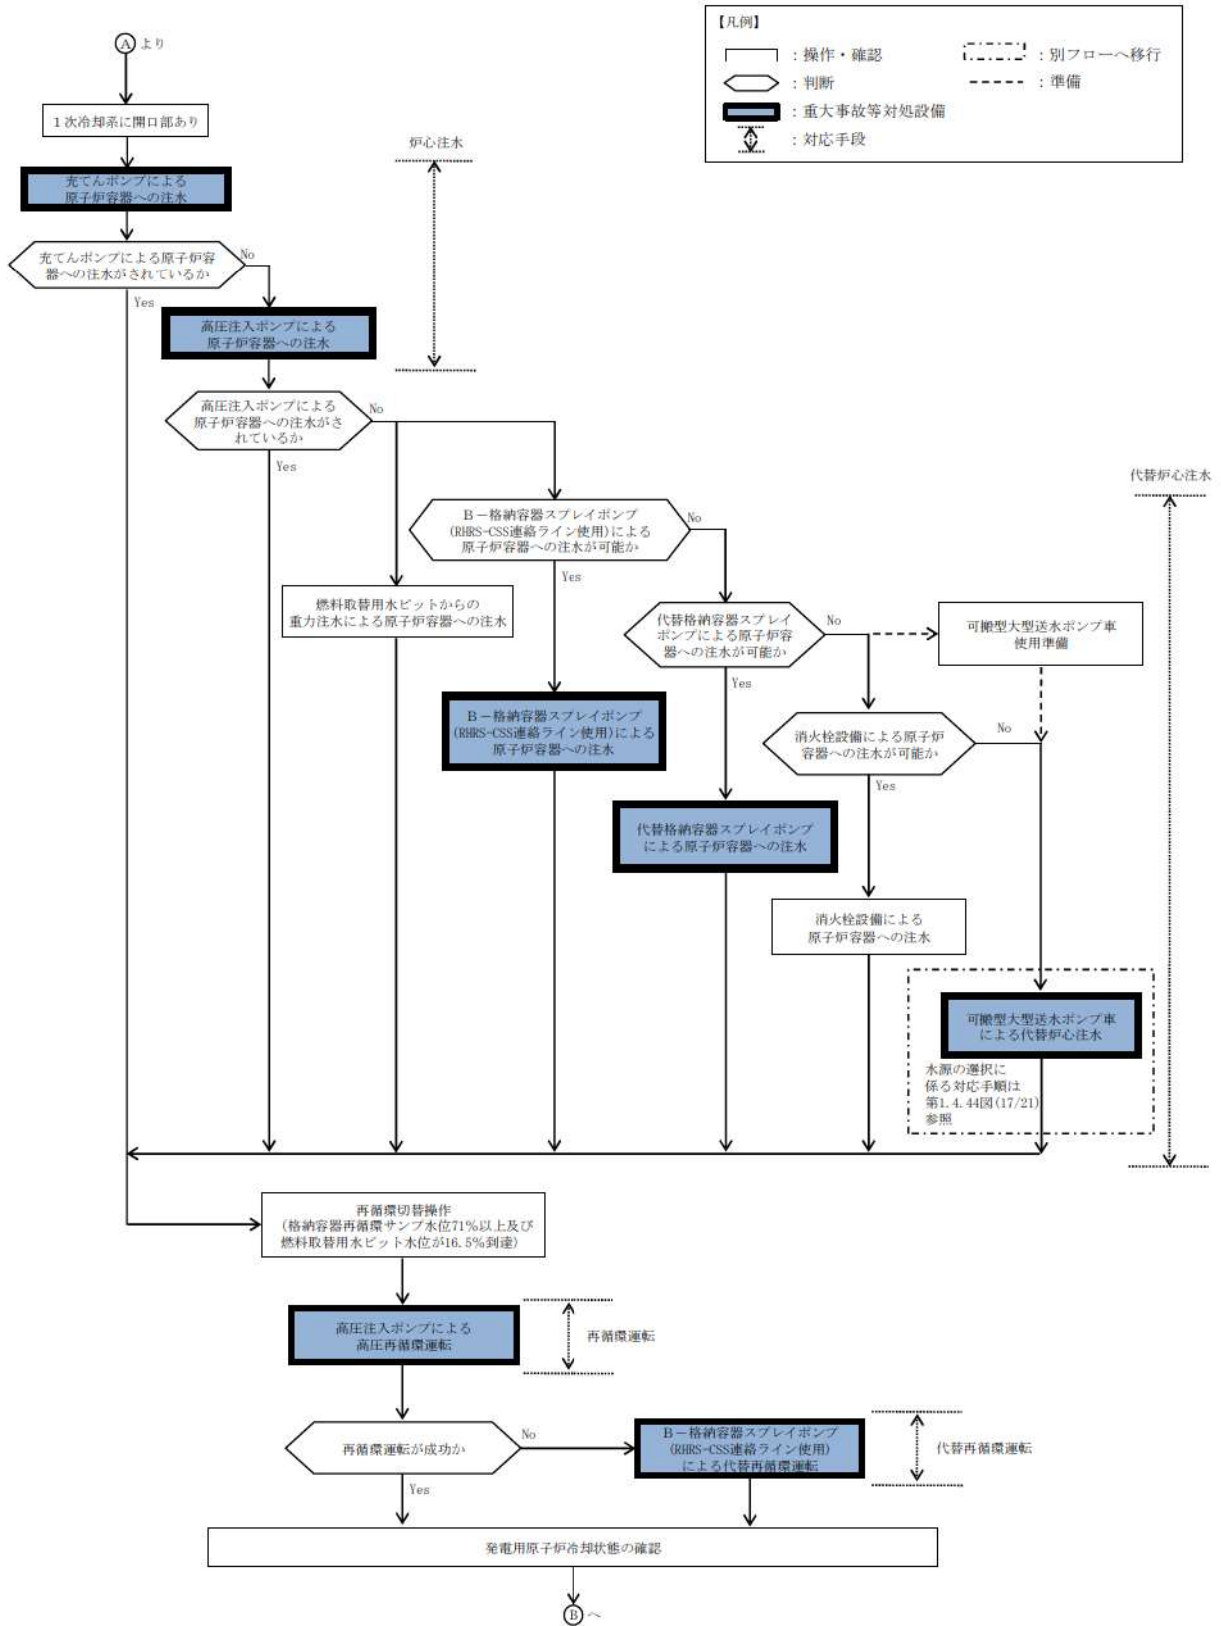 【凡例】
：操作・確認
：別フローへ移行
：判断
：準備
：重大事故等対処設備
：対応手段
Aより
1次冷却系に開口部あり
炉心注水
充てんポンプによる
原子炉容器への注水
充てんポンプによる原子炉容
器への注水がされているか
No
Yes
高圧注入ポンプによる
原子炉容器への注水
高圧注入ポンプによる
原子炉容器への注水がさ
れているか
No
Yes
代替炉心注水
B－格納容器スプレイポンプ
(RHRS-CSS連絡ライン使用)による
原子炉容器への注水が可能か
No
Yes
燃料取替用水ピットからの
重力注水による原子炉容器への注水
代替格納容器スプレイ
ポンプによる原子炉容
器への注水が可能か
No
Yes
可搬型大型送水ポンプ車
使用準備
B－格納容器スプレイポンプ
(RHRS-CSS連絡ライン使用)による
原子炉容器への注水
消火栓設備による原子炉
容器への注水が可能か
No
Yes
代替格納容器スプレイポンプ
による原子炉容器への注水
消火栓設備による
原子炉容器への注水
可搬型大型送水ポンプ車
による代替炉心注水
水源の選択に
係る対応手順は
第1.4.44図(17/21)
参照
再循環切替操作
(格納容器再循環サンプ水位71%以上及び
燃料取替用水ピット水位が16.5%到達)
高圧注入ポンプによる
高圧再循環運転
再循環運転
再循環運転が成功か
No
Yes
B－格納容器スプレイポンプ
(RHRS-CSS連絡ライン使用)
による代替再循環運転
代替再循環運転
発電用原子炉冷却状態の確認
Bへ